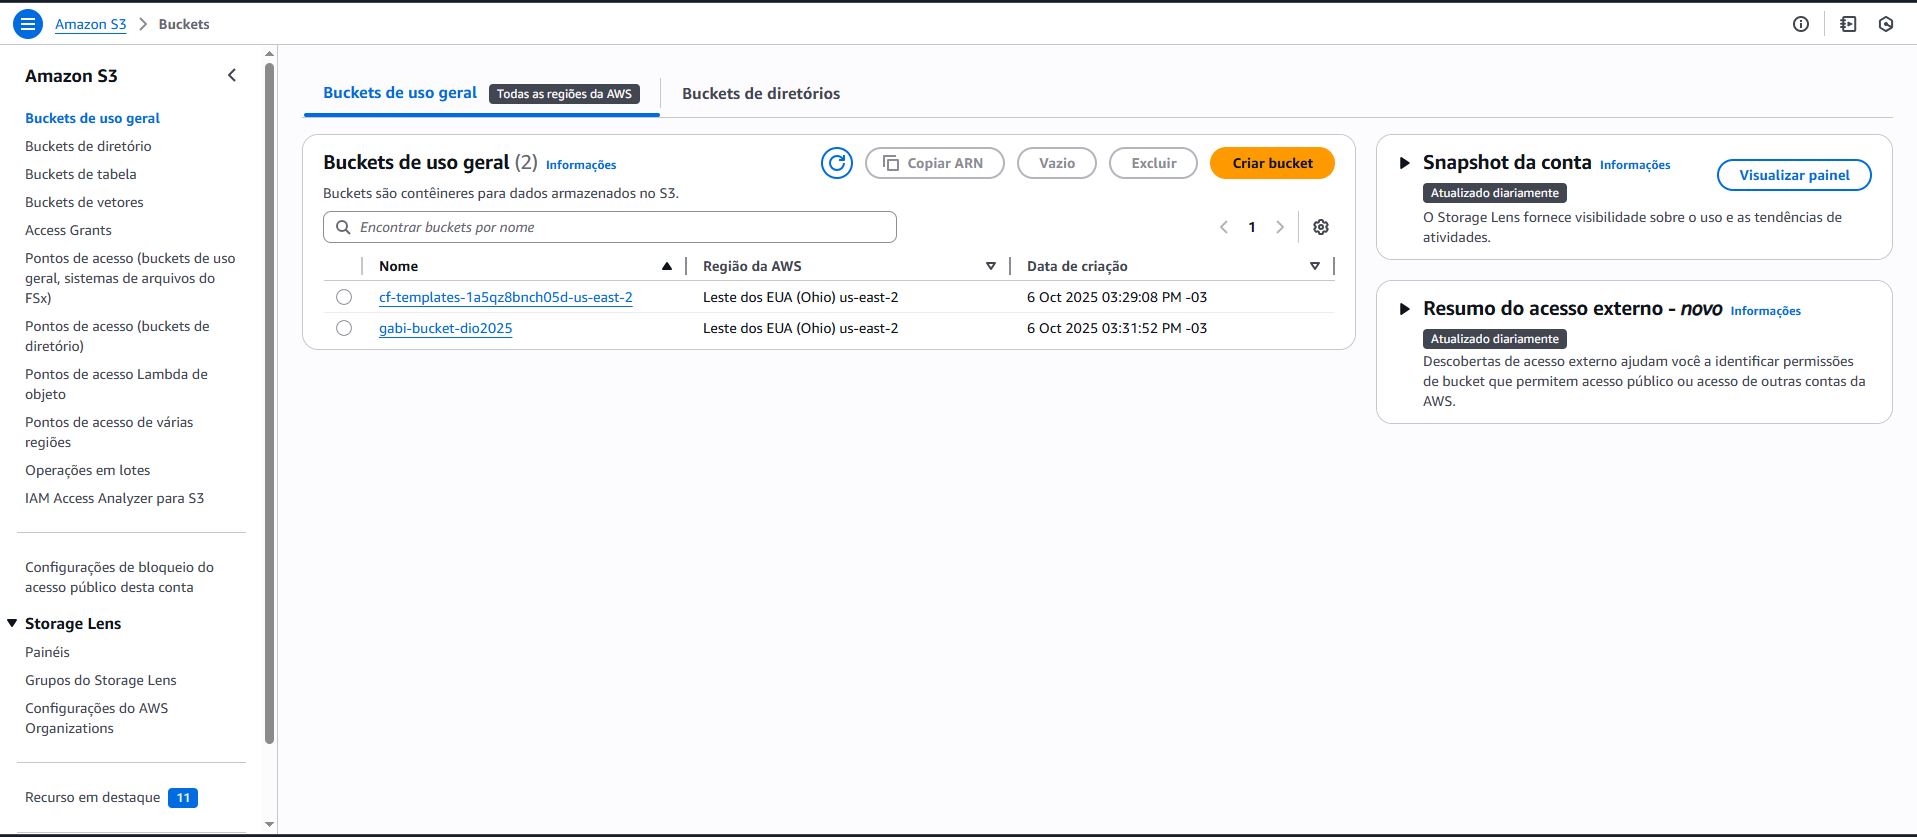 Amazon S3 > Buckets
Amazon S3
Buckets de uso geral
Buckets de diretório
Buckets de tabela
Buckets de vetores
Access Grants
Pontos de acesso (buckets de uso
geral, sistemas de arquivos do
FSx)
Pontos de acesso (buckets de
diretório)
Pontos de acesso Lambda de
objeto
Pontos de acesso de várias
regiões
Operações em lotes
IAM Access Analyzer para S3
Configurações de bloqueio do
acesso público desta conta
Storage Lens
Painéis
Grupos do Storage Lens
Configurações do AWS
Organizations
Recurso em destaque 11
Buckets de uso geral Todas as regiões da AWS Buckets de diretórios
Buckets de uso geral (2) Informações Copiar ARN Vazio Excluir Criar bucket
Buckets são contêineres para dados armazenados no S3.
Encontrar buckets por nome 1
Nome Região da AWS Data de criação
cf-templates-1a5qz8bnch05d-us-east-2 Leste dos EUA (Ohio) us-east-2 6 Oct 2025 03:29:08 PM -03
gabi-bucket-dio2025 Leste dos EUA (Ohio) us-east-2 6 Oct 2025 03:31:52 PM -03
Snapshot da conta Informações Visualizar painel
Atualizado diariamente
O Storage Lens fornece visibilidade sobre o uso e as tendências de
atividades.
Resumo do acesso externo - novo Informações
Atualizado diariamente
Descobertas de acesso externo ajudam você a identificar permissões
de bucket que permitem acesso público ou acesso de outras contas da
AWS.